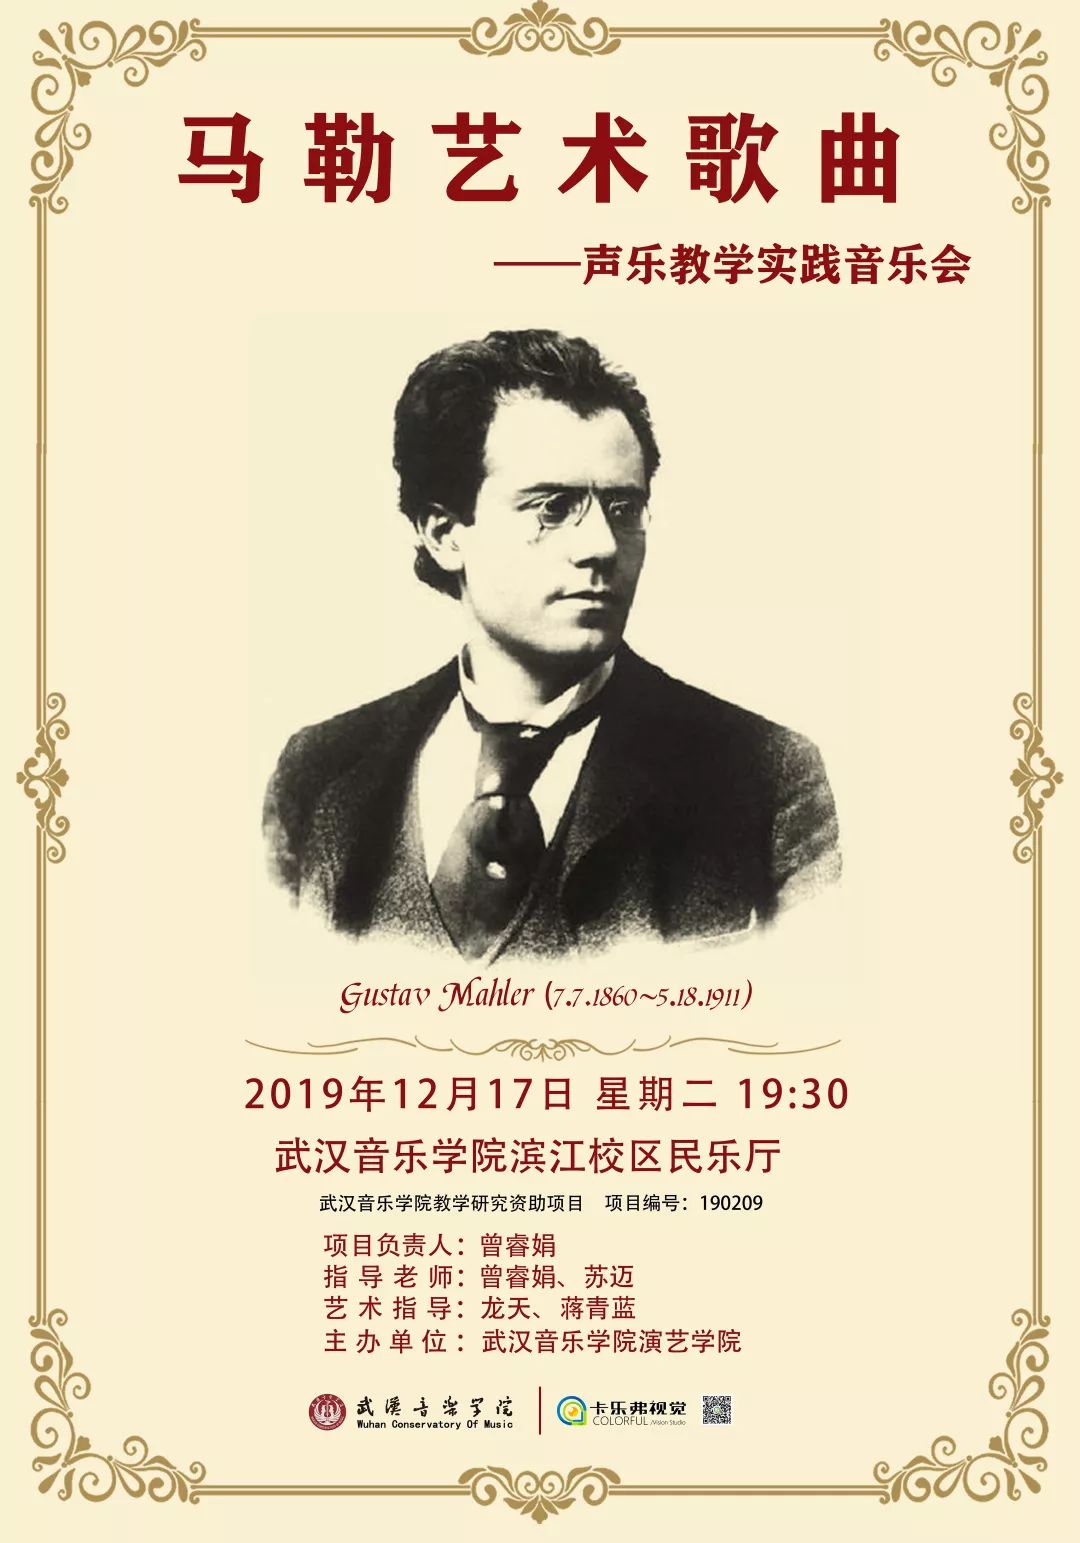 马勒艺术歌曲
——声乐教学实践音乐会
Gustav Mahler (7.7.1860~5.18.1911)
2019年12月17日 星期二 19:30
武汉音乐学院滨江校区民乐厅
武汉音乐学院教学研究资助项目 项目编号：190209
项目负责人：曾睿娟
指导老师：曾睿娟、苏迈
艺术指导：龙天、蒋青蓝
主办单位：武汉音乐学院演艺学院
武漢音樂学院
Wuhan Conservatory Of Music
卡乐弗视觉
COLORFUL /Vision Studio